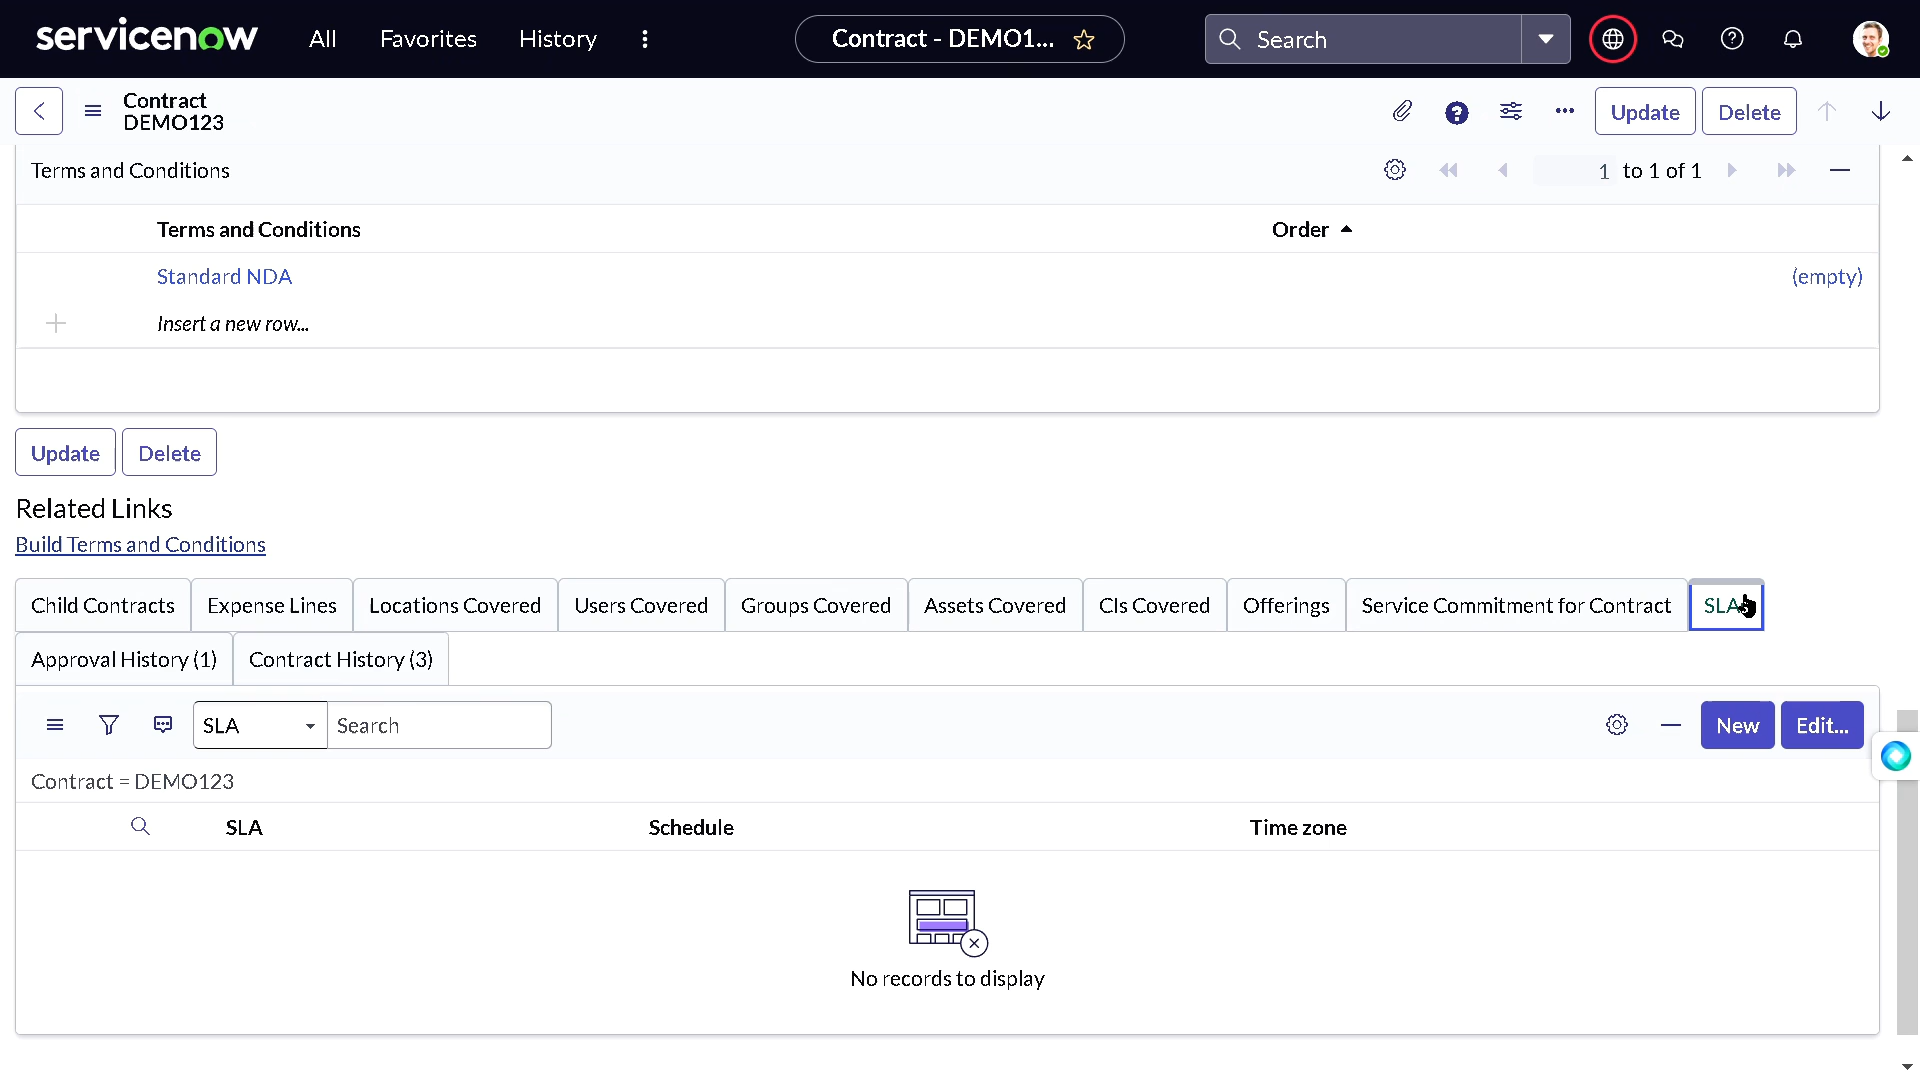 servicenow All Favorites History Contract - DEMO1... Search
Contract
DEMO123
Update Delete
Terms and Conditions 1 to 1 of 1
Terms and Conditions Order
Standard NDA (empty)
Insert a new row...
Update Delete
Related Links
Build Terms and Conditions
Child Contracts Expense Lines Locations Covered Users Covered Groups Covered Assets Covered CIs Covered Offerings Service Commitment for Contract SLA
Approval History (1) Contract History (3)
SLA Search New Edit...
Contract = DEMO123
SLA Schedule Time zone
No records to display